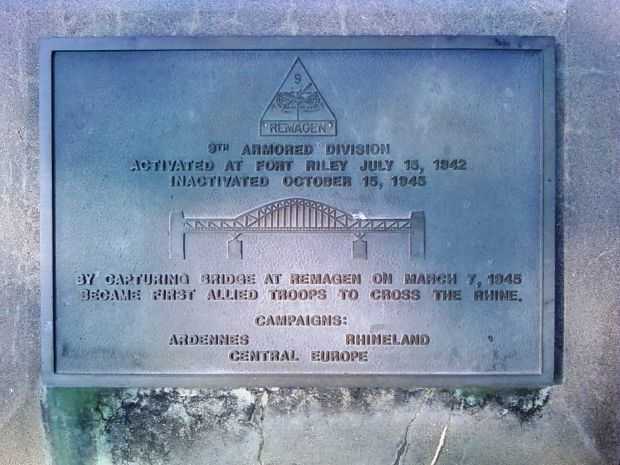 9
REMAGEN
9TH ARMORED DIVISION
ACTIVATED AT FORT RILEY JULY 15, 1942
INACTIVATED OCTOBER 15, 1945
BY CAPTURING BRIDGE AT REMAGEN ON MARCH 7, 1945
BECAME FIRST ALLIED TROOPS TO CROSS THE RHINE.
CAMPAIGNS:
ARDENNES RHINELAND
CENTRAL EUROPE